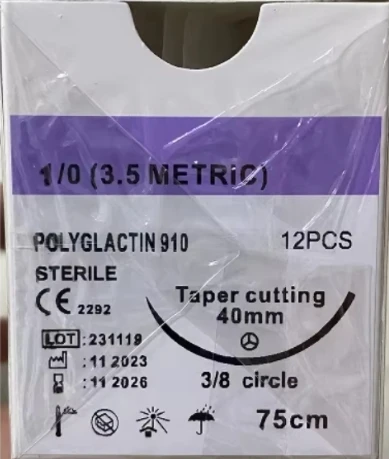 1/0 (3.5 METRIC)
POLYGLACTIN 910 12PCS
STERILE
CE 2292
Taper cutting
40mm
LOT : 231119
: 11 2023
: 11 2026
3/8 circle
75cm